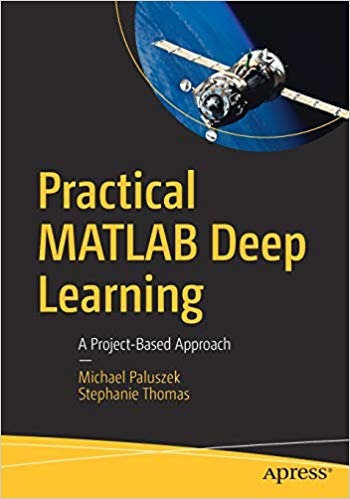 Practical
MATLAB Deep
Learning
A Project-Based Approach
—
Michael Paluszek
Stephanie Thomas
Apress®